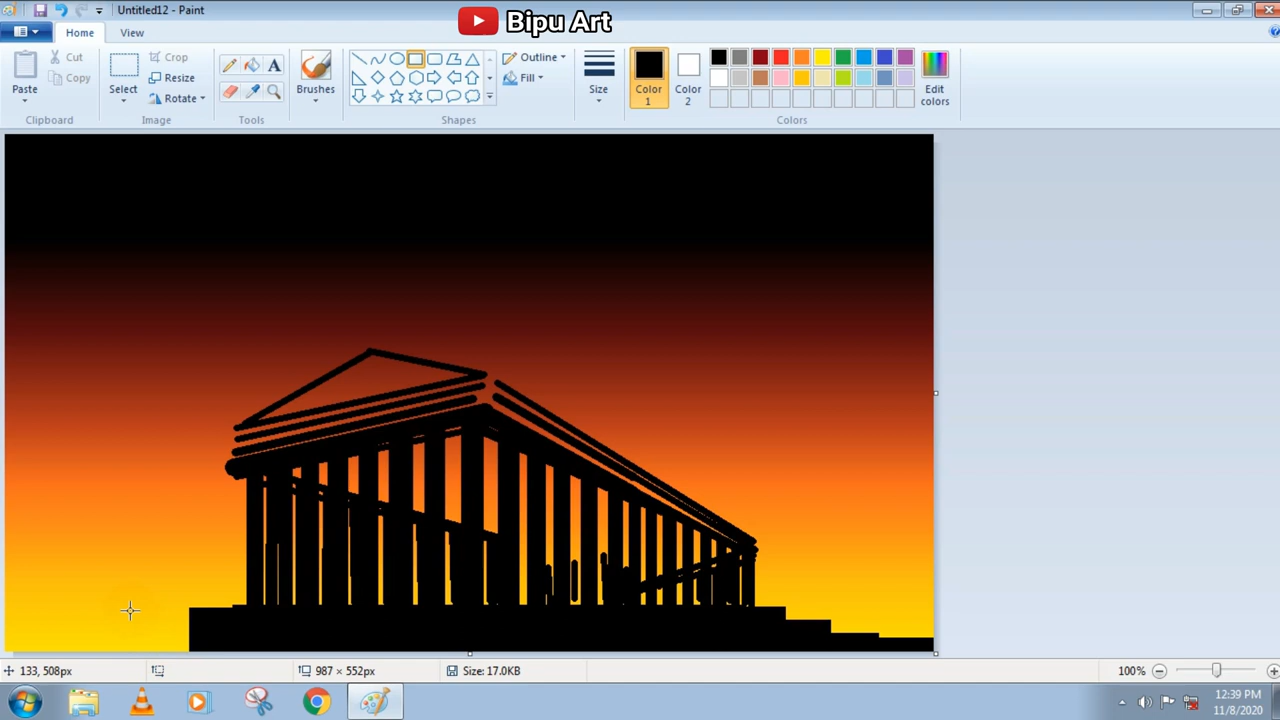 Untitled12 - Paint
Bipu Art
Home
View
Paste
Cut
Copy
Clipboard
Select
Crop
Resize
Rotate
Image
A
Tools
Brushes
Outline
Fill
Shapes
Size
Color
1
Color
2
Edit
colors
Colors
133, 508px
987 × 552px
Size: 17.0KB
100%
12:39 PM
11/8/2020